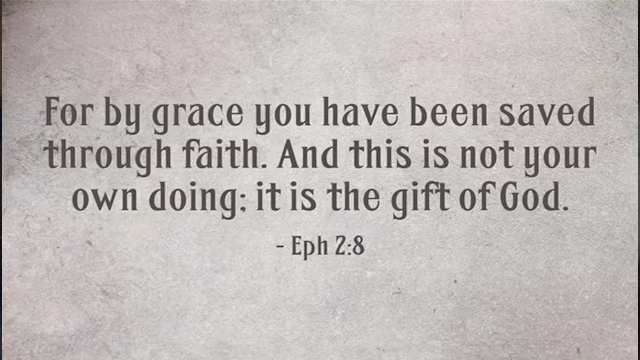 For by grace you have been saved
through faith. And this is not your
own doing; it is the gift of God.
- Eph 2:8